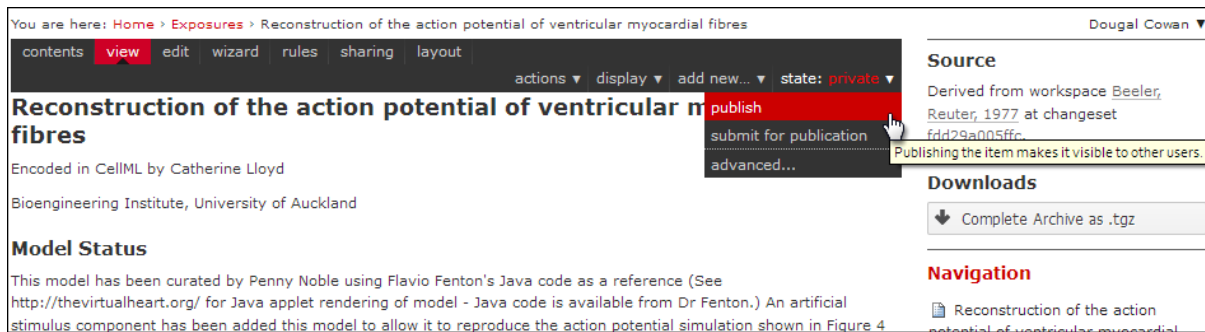 You are here: Home › Exposures › Reconstruction of the action potential of ventricular myocardial fibres
Dougal Cowan ▼
contents view edit wizard rules sharing layout
actions ▼ display ▼ add new... ▼ state: private ▼
publish
submit for publication
advanced...
Publishing the item makes it visible to other users.
Reconstruction of the action potential of ventricular m
fibres
Encoded in CellML by Catherine Lloyd
Bioengineering Institute, University of Auckland
Model Status
This model has been curated by Penny Noble using Flavio Fenton's Java code as a reference (See
http://thevirtualheart.org/ for Java applet rendering of model - Java code is available from Dr Fenton.) An artificial
stimulus component has been added this model to allow it to reproduce the action potential simulation shown in Figure 4
Source
Derived from workspace Beeler,
Reuter, 1977 at changeset
fdd29a005ffc.
Downloads
Complete Archive as .tgz
Navigation
Reconstruction of the action
potential of ventricular myocardial